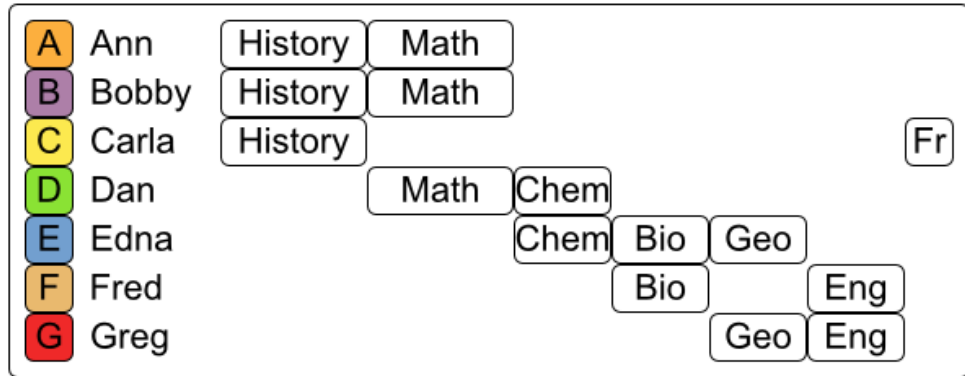 A Ann History Math
B Bobby History Math
C Carla History Fr
D Dan Math Chem
E Edna Chem Bio Geo
F Fred Bio Eng
G Greg Geo Eng